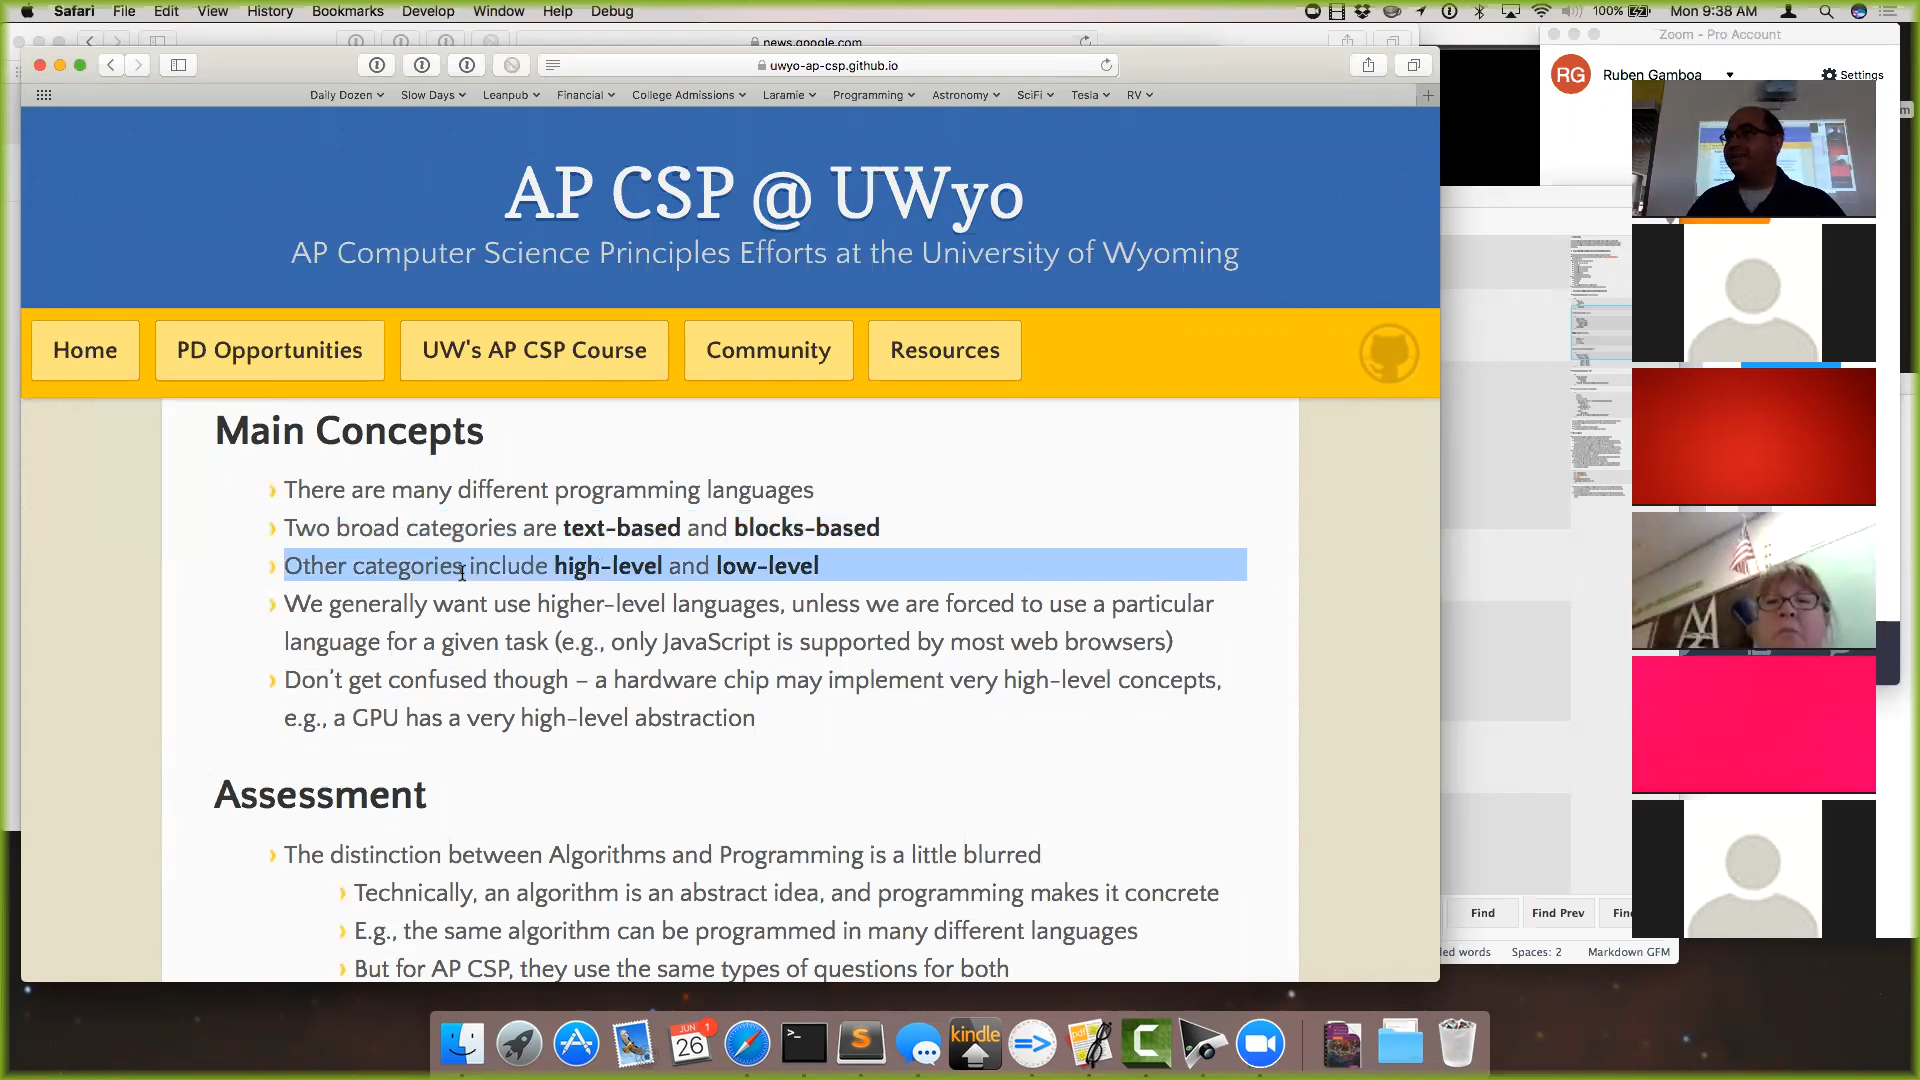 Safari File Edit View History Bookmarks Develop Window Help Debug 100% Mon 9:38 AM
news.google.com
Zoom - Pro Account
uwyo-ap-csp.github.io
RG Ruben Gamboa Settings
Daily Dozen Slow Days Leanpub Financial College Admissions Laramie Programming Astronomy SciFi Tesla RV
AP CSP @ UWyo
AP Computer Science Principles Efforts at the University of Wyoming
Home PD Opportunities UW's AP CSP Course Community Resources
Main Concepts
There are many different programming languages
Two broad categories are text-based and blocks-based
Other categories include high-level and low-level
We generally want use higher-level languages, unless we are forced to use a particular
language for a given task (e.g., only JavaScript is supported by most web browsers)
Don't get confused though – a hardware chip may implement very high-level concepts,
e.g., a GPU has a very high-level abstraction
Assessment
The distinction between Algorithms and Programming is a little blurred
Technically, an algorithm is an abstract idea, and programming makes it concrete
E.g., the same algorithm can be programmed in many different languages
But for AP CSP, they use the same types of questions for both
Find Find Prev
words Spaces: 2 Markdown GFM
JUN 1
26
kindle